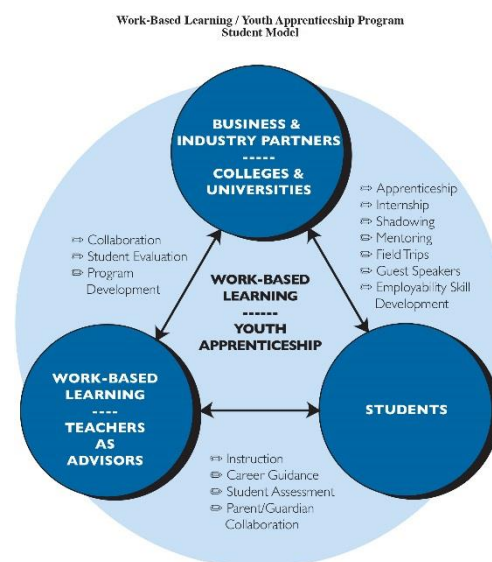 Work-Based Learning / Youth Apprenticeship Program
Student Model
BUSINESS &
INDUSTRY PARTNERS
-----
COLLEGES &
UNIVERSITIES
⇨ Collaboration
⇨ Student Evaluation
⇨ Program
Development
⇨ Apprenticeship
⇨ Internship
⇨ Shadowing
⇨ Mentoring
⇨ Field Trips
⇨ Guest Speakers
⇨ Employability Skill
Development
WORK-BASED
LEARNING
------
YOUTH
APPRENTICESHIP
WORK-BASED
LEARNING
----
TEACHERS
AS
ADVISORS
STUDENTS
⇨ Instruction
⇨ Career Guidance
⇨ Student Assessment
⇨ Parent/Guardian
Collaboration